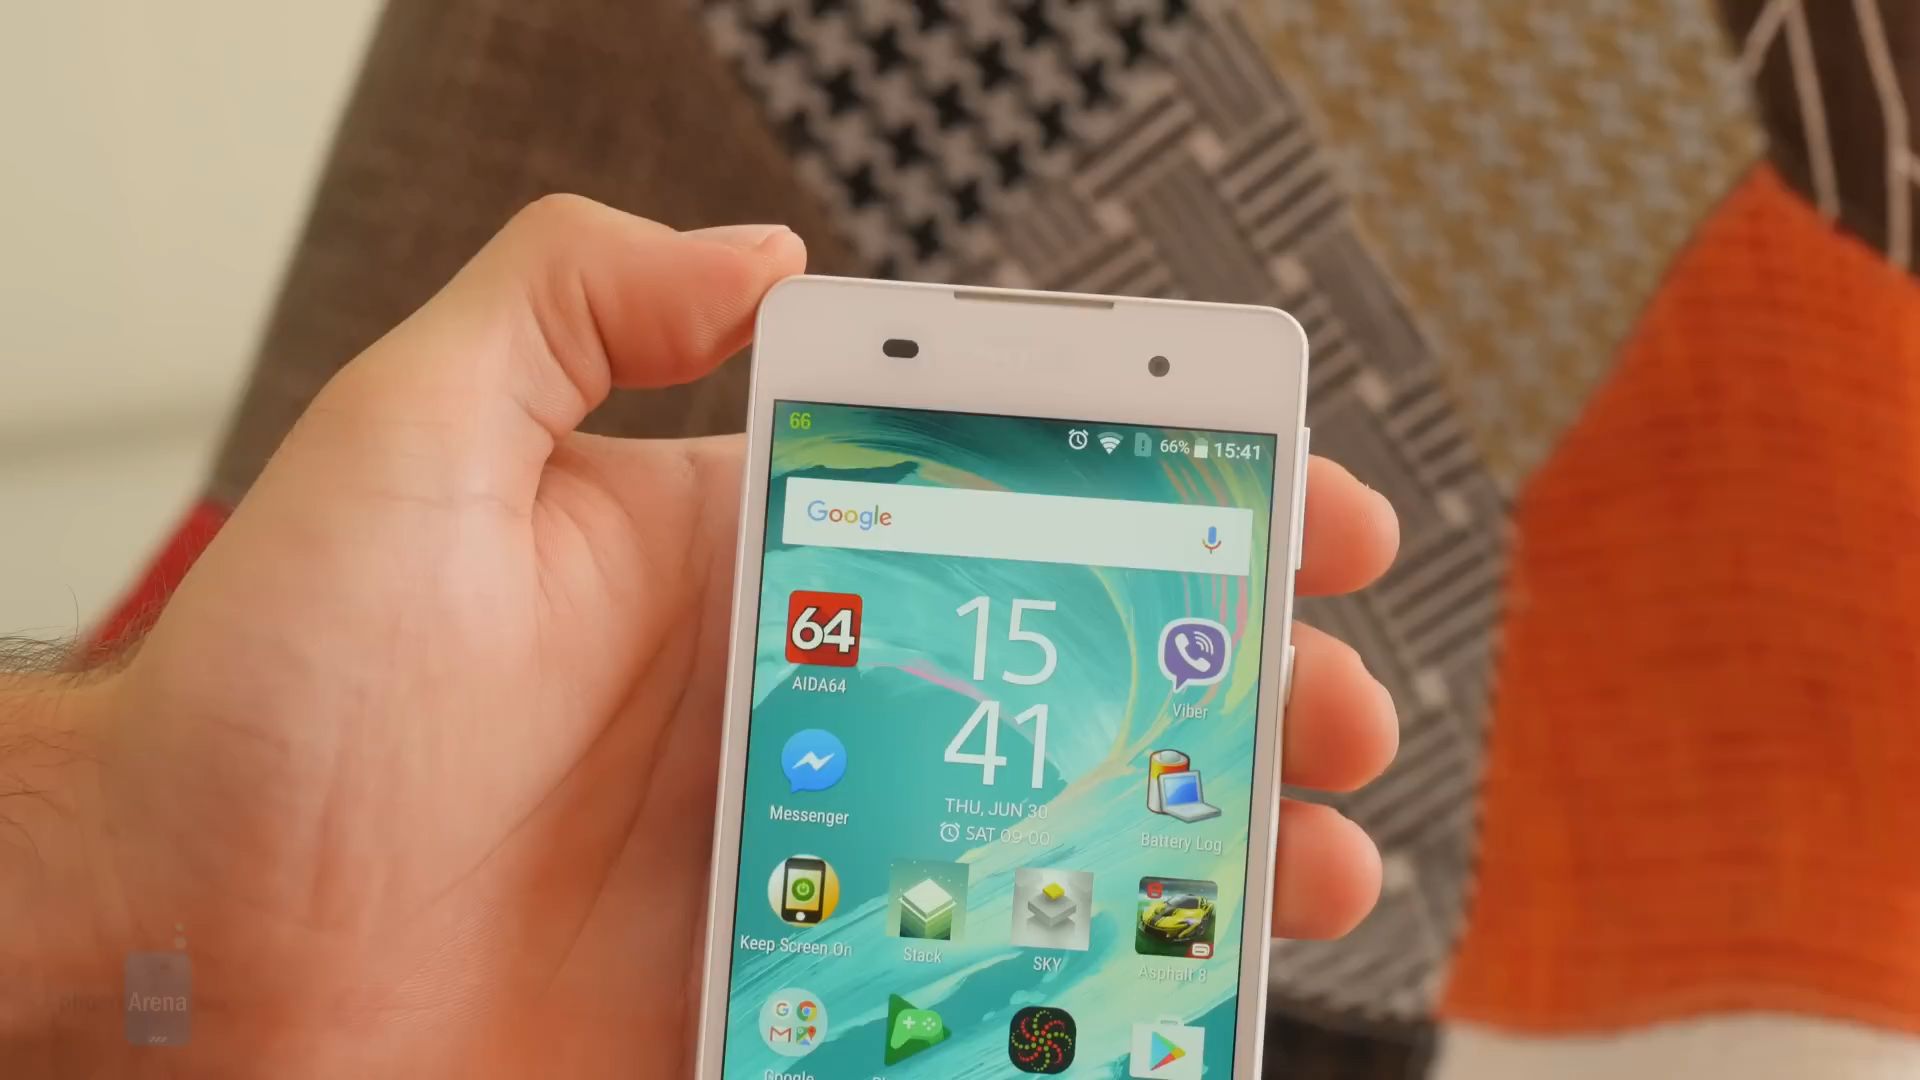 66
66% 15:41
Google
64
AIDA64
15
41
Viber
Messenger
THU, JUN 30
SAT 09:00
Battery Log
Keep Screen On
Stack
SKY
Asphalt 8
Google
phoneArena